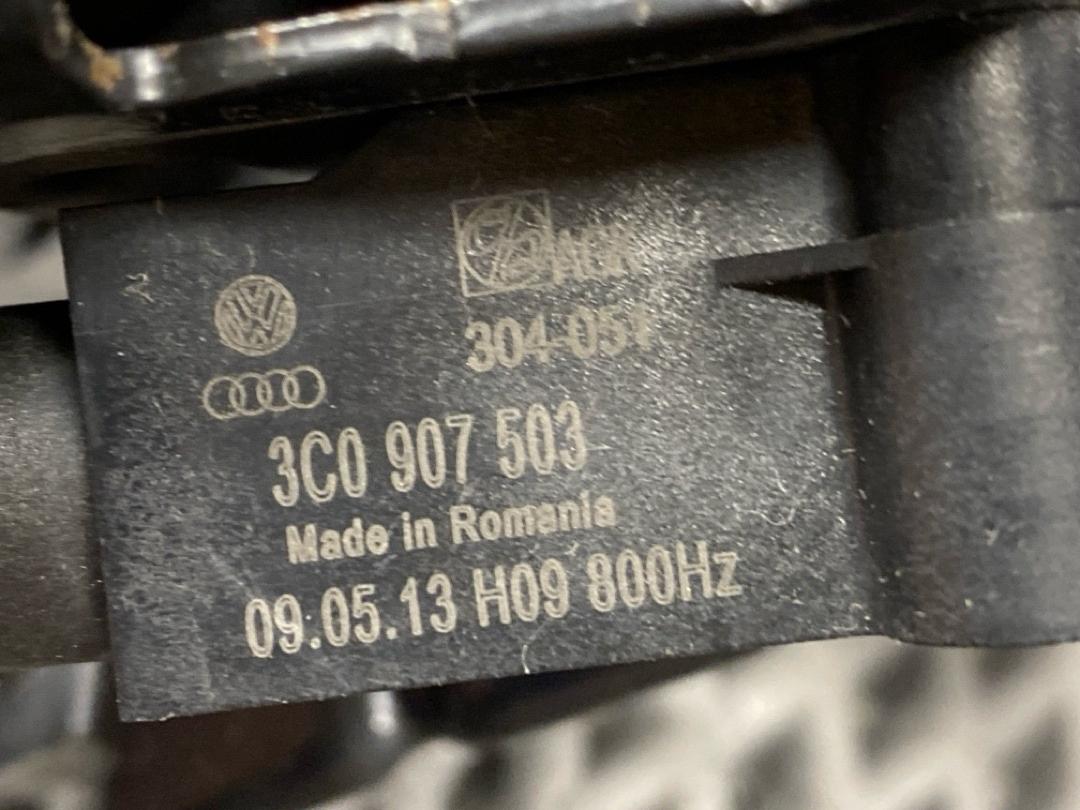 304-051
3C0 907 503
Made in Romania
09.05.13 H09 800Hz